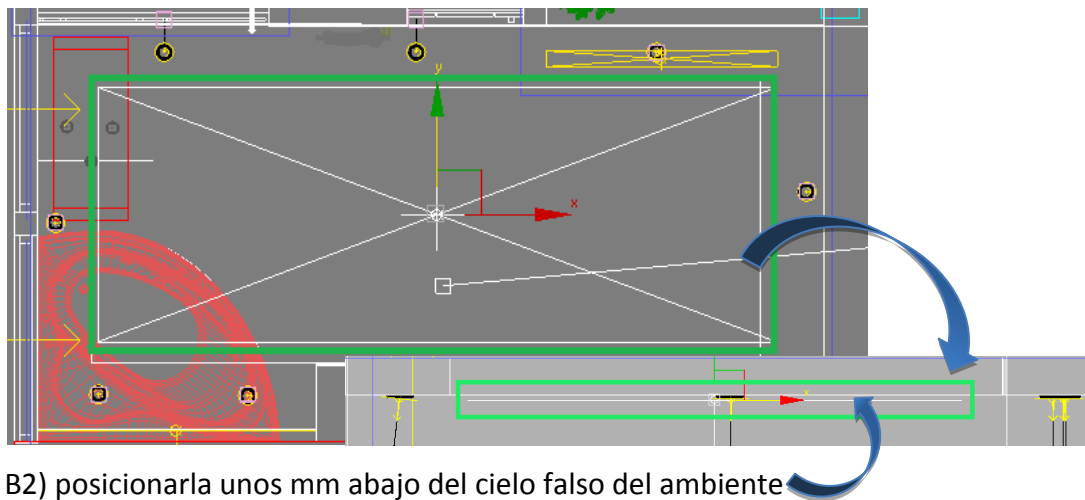 y
x
x
B2) posicionarla unos mm abajo del cielo falso del ambiente